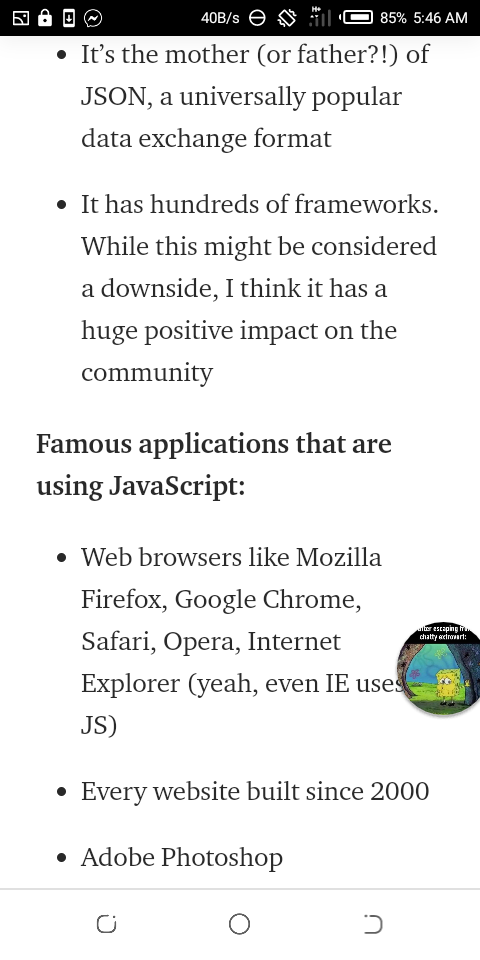 40B/s H+ 85% 5:46 AM
It’s the mother (or father?!) of
JSON, a universally popular
data exchange format
It has hundreds of frameworks.
While this might be considered
a downside, I think it has a
huge positive impact on the
community
Famous applications that are
using JavaScript:
Web browsers like Mozilla
Firefox, Google Chrome,
Safari, Opera, Internet
Explorer (yeah, even IE uses
JS)
escaping
chatty extrovert:
Every website built since 2000
Adobe Photoshop